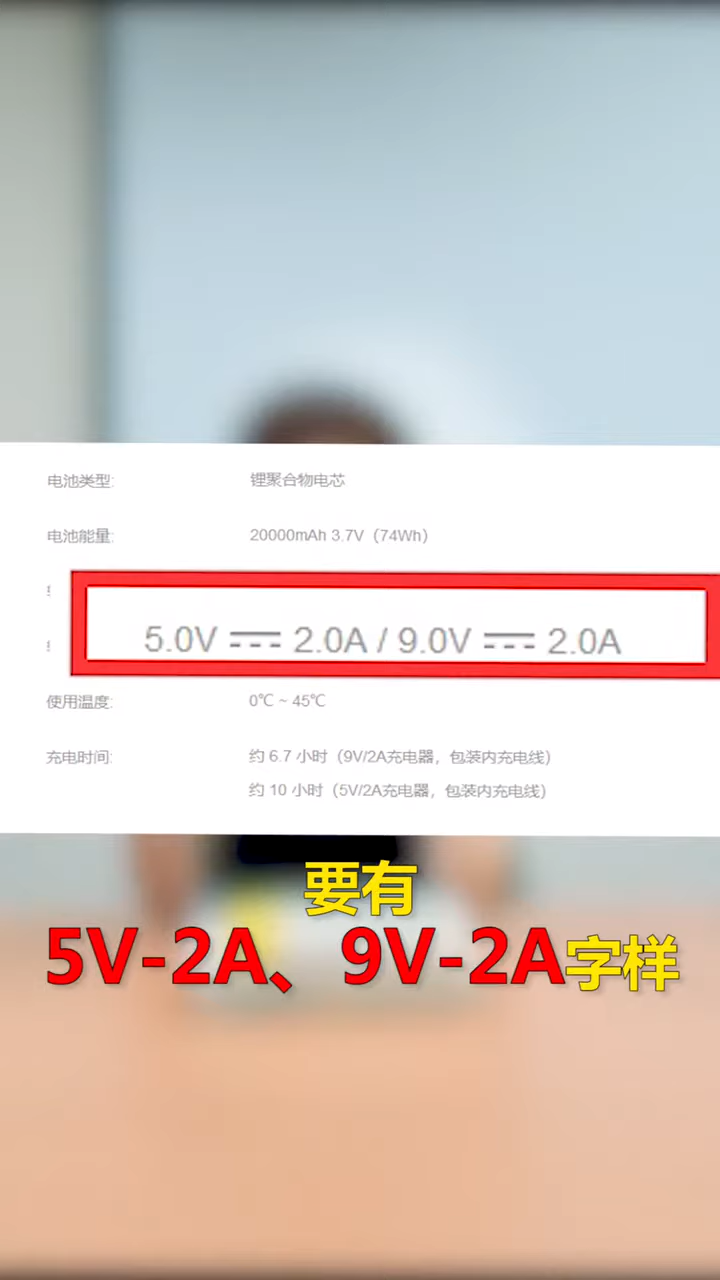 电池类型: 锂聚合物电芯
电池能量: 20000mAh 3.7V（74Wh）
5.0V ⎓ 2.0A / 9.0V ⎓ 2.0A
使用温度: 0℃ ~ 45℃
充电时间: 约 6.7 小时（9V/2A充电器，包装内充电线）
约 10 小时（5V/2A充电器，包装内充电线）
要有
5V-2A、9V-2A字样